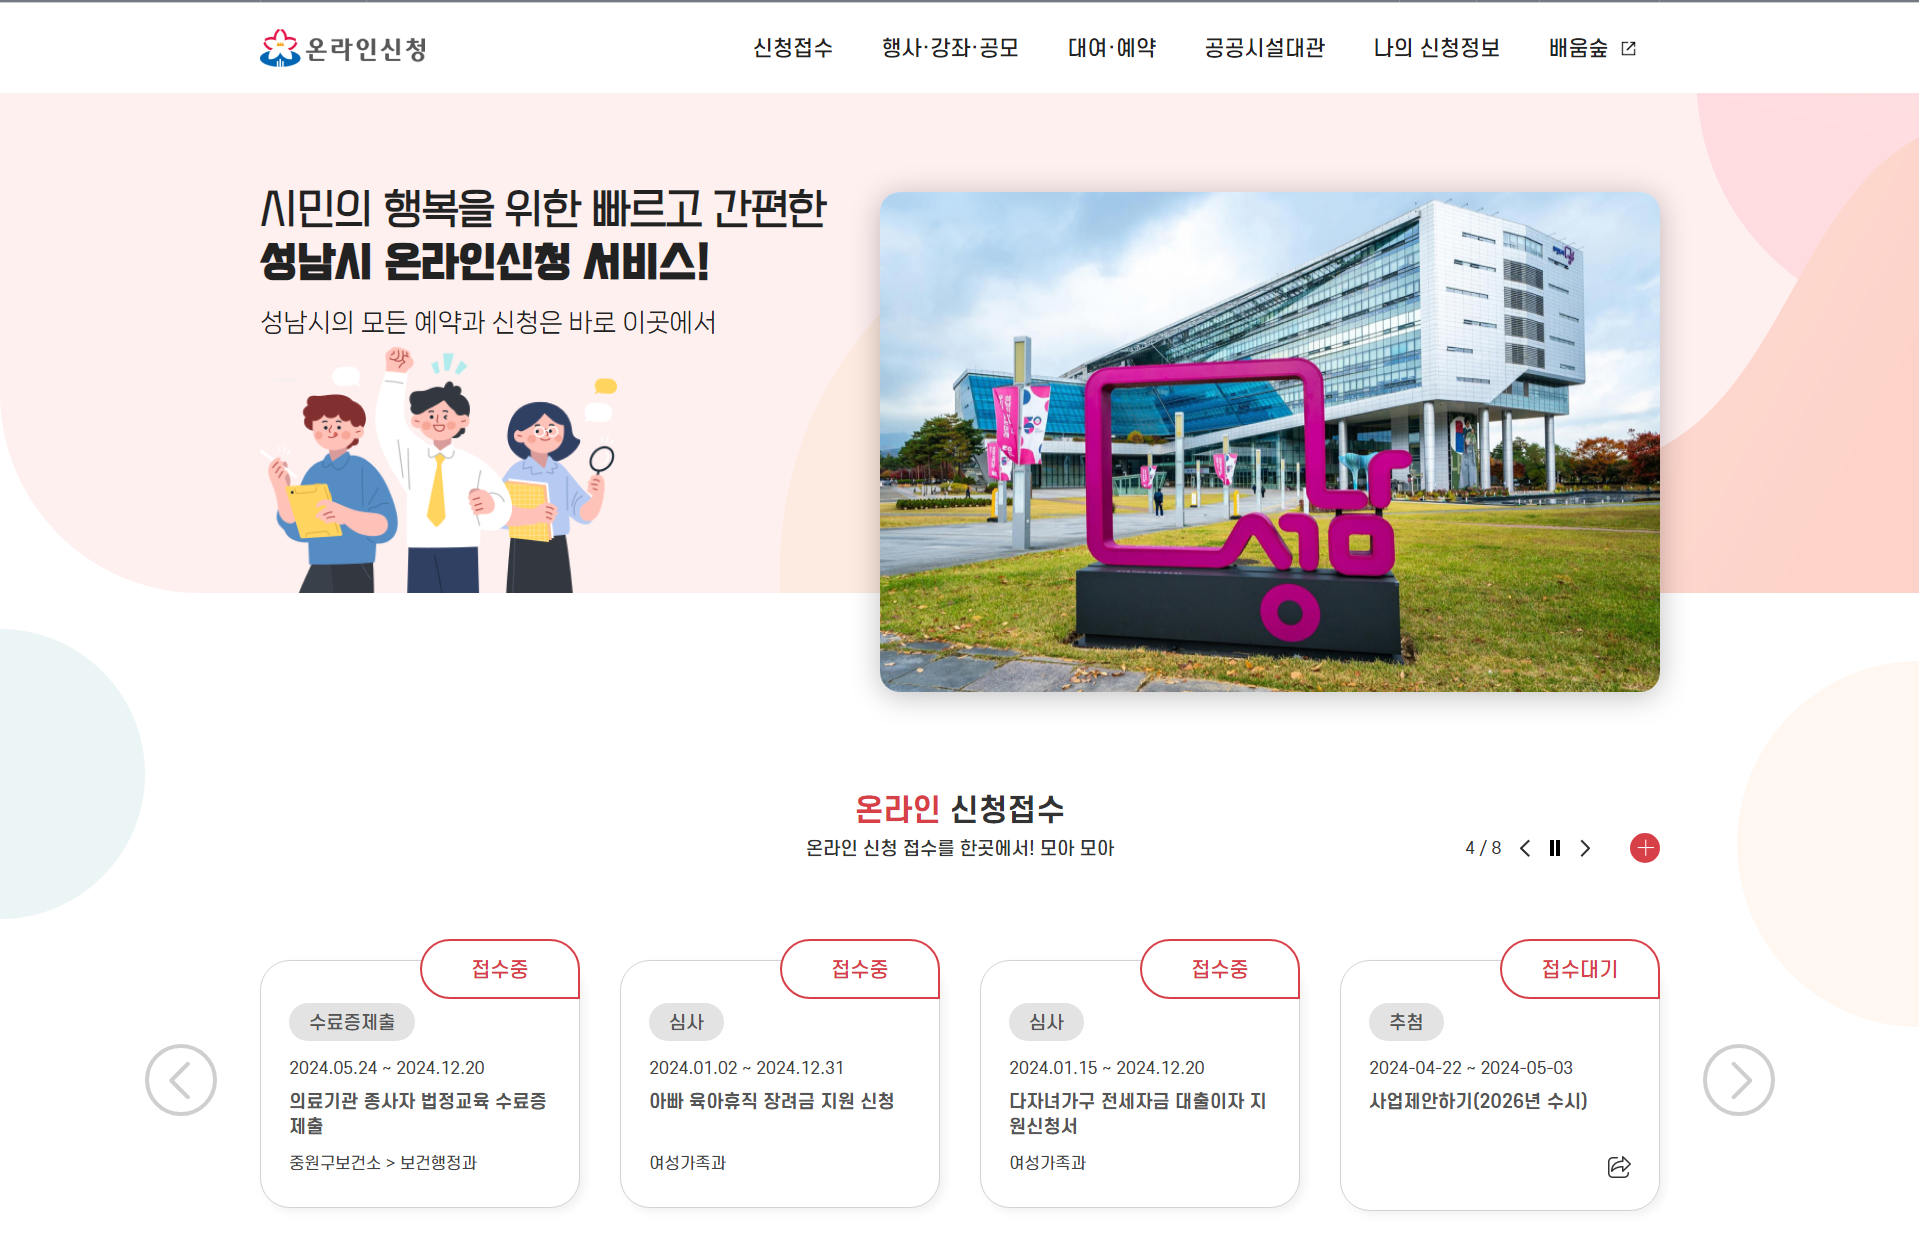 온라인신청
신청접수
행사·강좌·공모
대여·예약
공공시설대관
나의 신청정보
배움숲
시민의 행복을 위한 빠르고 간편한
성남시 온라인신청 서비스!
성남시의 모든 예약과 신청은 바로 이곳에서
성남
시
온라인 신청접수
온라인 신청 접수를 한곳에서! 모아 모아
4 / 8
접수중
수료증제출
2024.05.24 ~ 2024.12.20
의료기관 종사자 법정교육 수료증
제출
중원구보건소 > 보건행정과
접수중
심사
2024.01.02 ~ 2024.12.31
아빠 육아휴직 장려금 지원 신청
여성가족과
접수중
심사
2024.01.15 ~ 2024.12.20
다자녀가구 전세자금 대출이자 지
원신청서
여성가족과
접수대기
추첨
2024-04-22 ~ 2024-05-03
사업제안하기(2026년 수시)